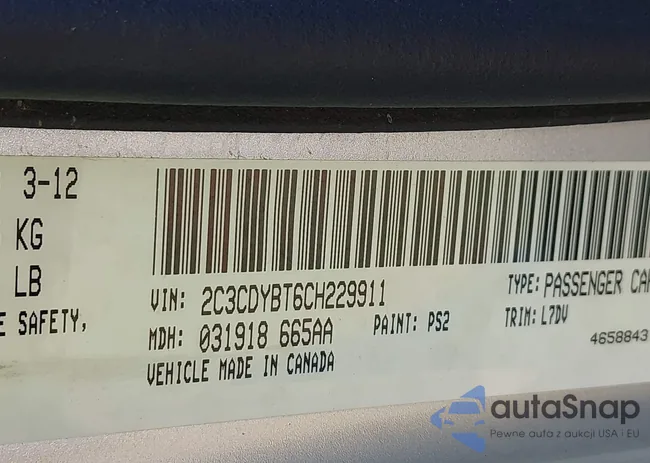 3-12
KG
LB
E SAFETY,
VIN: 2C3CDYBT6CH229911
TYPE: PASSENGER CAR
MDH: 031918 665AA
PAINT: PS2
TRIM: L7DV
VEHICLE MADE IN CANADA
4658843
autaSnap
Pewne auta z aukcji USA i EU